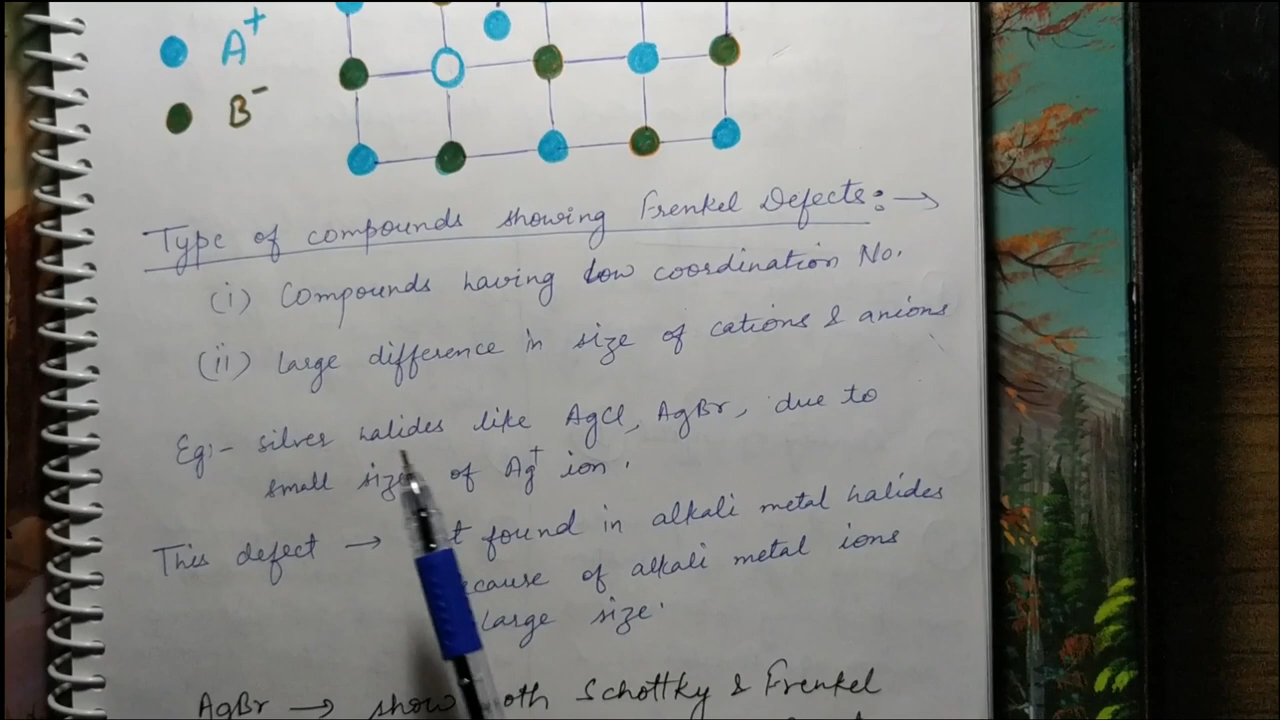 A+
B-
Type of compounds showing Frenkel Defects:→
(i) Compounds having low coordination No.
(ii) Large difference in size of cations & anions
Eg:- silver halides like AgCl, AgBr, due to
small size of Ag+ ion.
This defect → found in alkali metal halides
of alkali metal ions
large size.
AgBr → show Schottky & Frenkel